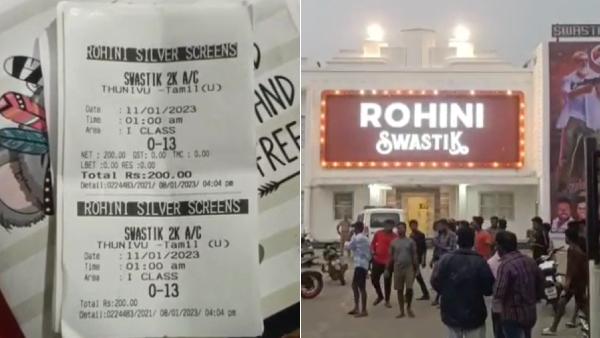 ROHINI SILVER SCREENS
SWASTIK 2K A/C
THUNIVU -Tamil(U)
Date : 11/01/2023
Time : 01:00 am
Area : I CLASS
O-13
NET : 200.00 GST: 0.00 TMC : 0.00
LBET :0.00 RES :0.00
Total Rs:200.00
Detail:0224483/2021/ 08/01/2023/ 04:04 pm
ROHINI SILVER SCREENS
SWASTIK 2K A/C
THUNIVU -Tamil (U)
Date : 11/01/2023
Time : 01:00 am
Area : I CLASS
O-13
Total Rs:200.00
Detail:0224483/2021/ 08/01/2023/ 04:04 pm
AND
FREE
ROHINI
SWASTIK
SWASTIK